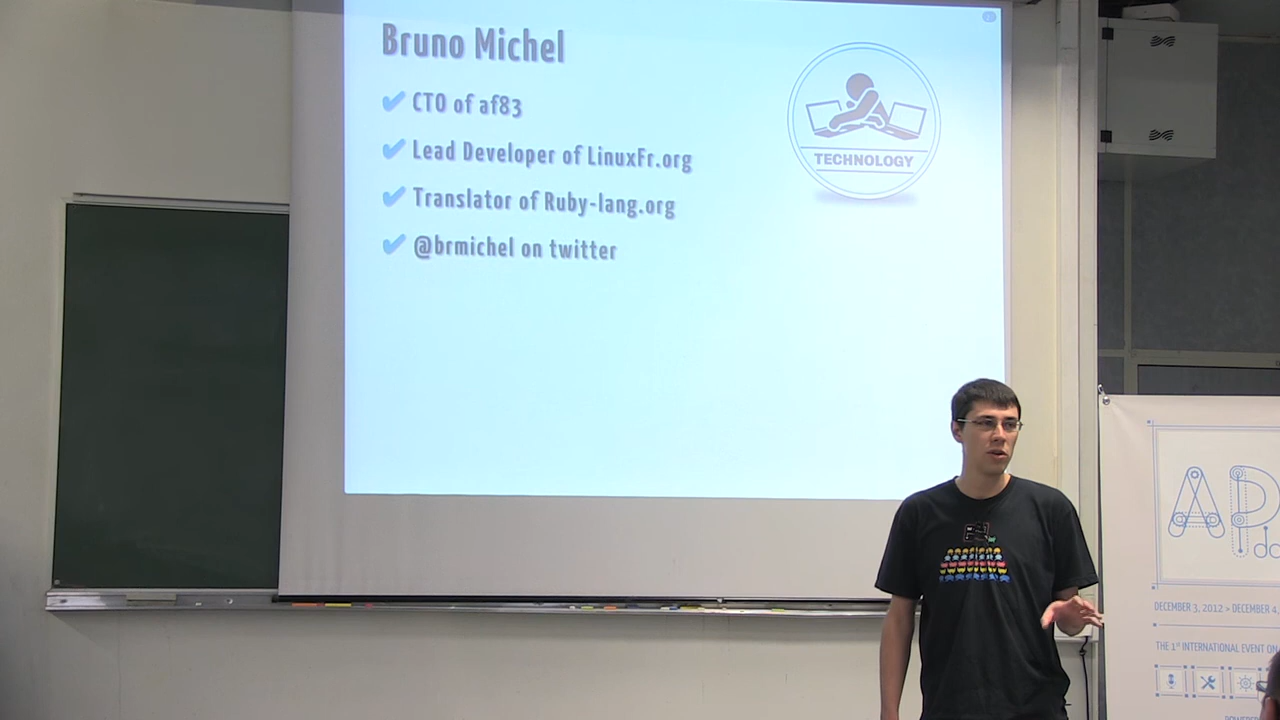 Bruno Michel
✔ CTO of af83
✔ Lead Developer of LinuxFr.org
✔ Translator of Ruby-lang.org
✔ @brmichel on twitter
TECHNOLOGY
AP
DECEMBER 3, 2012 > DECEMBER 4,
THE 1ST INTERNATIONAL EVENT ON